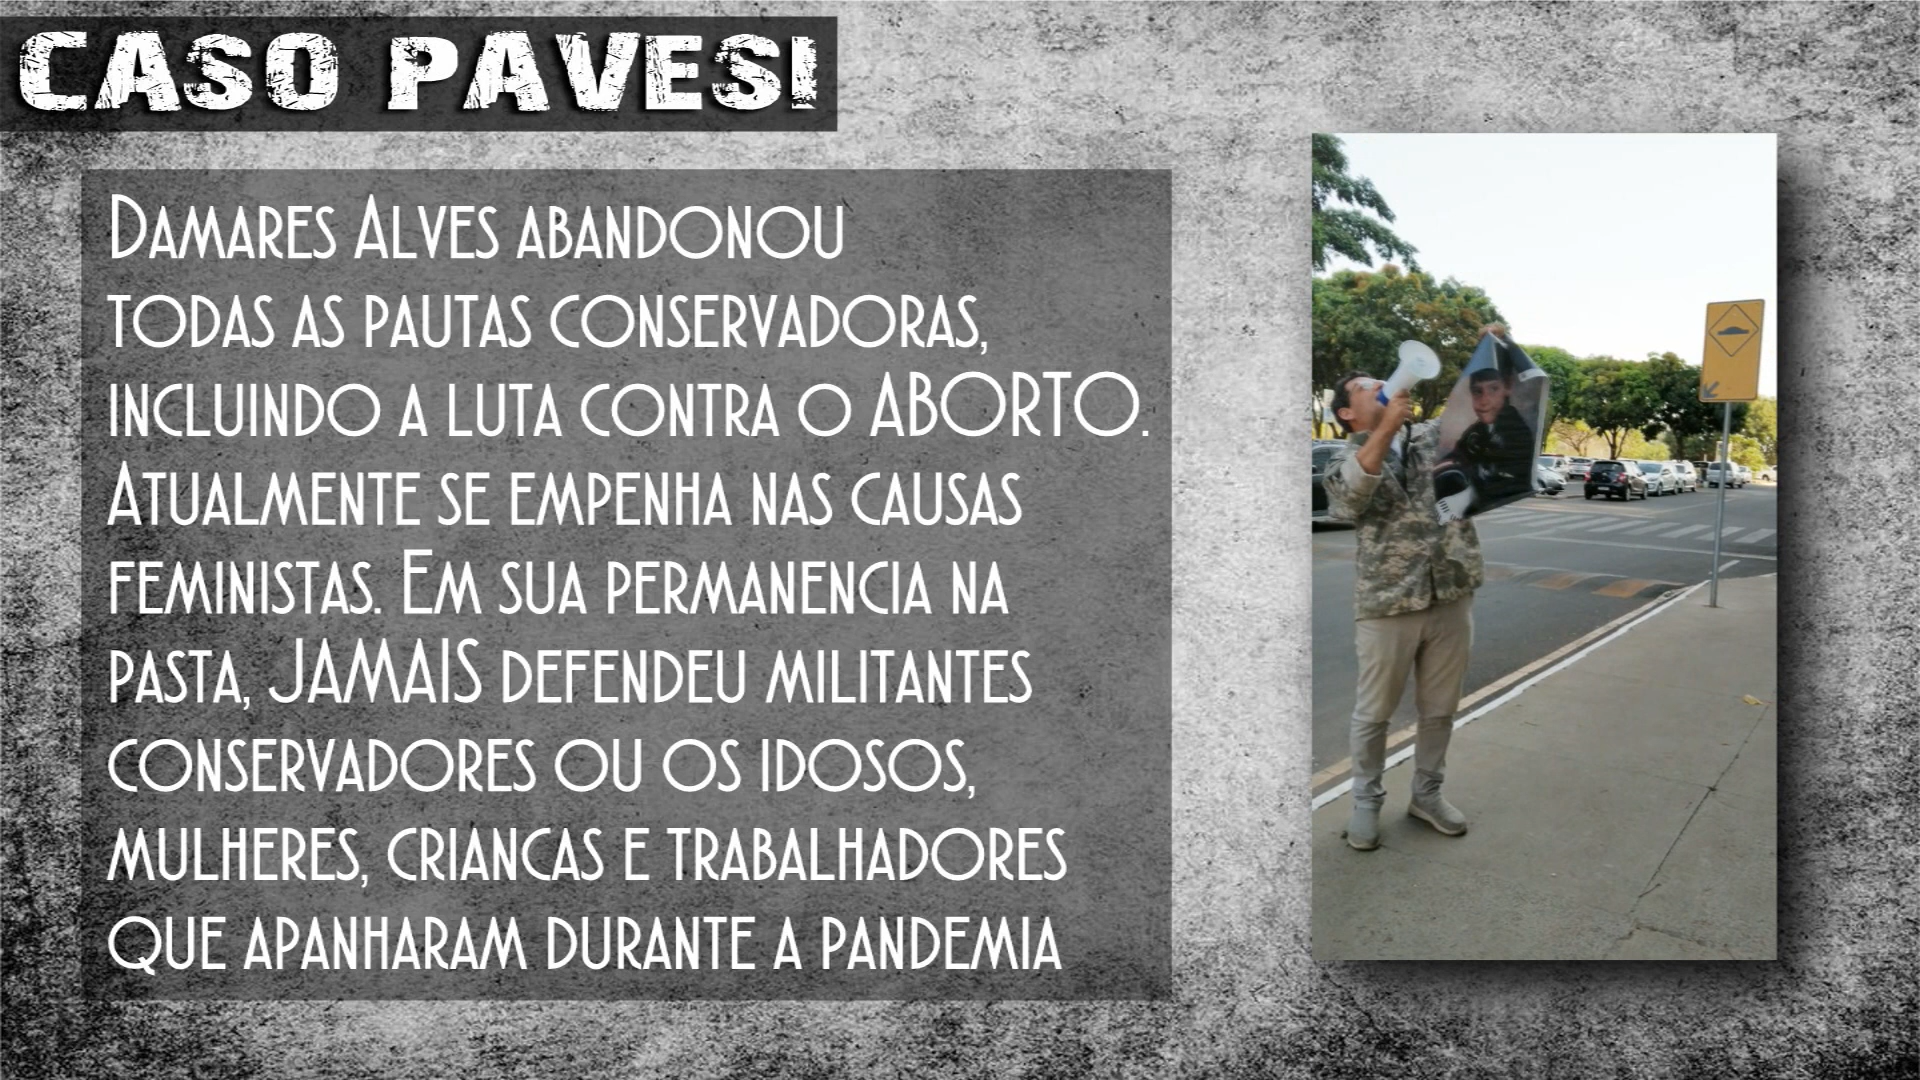 CASO PAVESI
DAMARES ALVES ABANDONOU
TODAS AS PAUTAS CONSERVADORAS,
INCLUINDO A LUTA CONTRA O ABORTO.
ATUALMENTE SE EMPENHA NAS CAUSAS
FEMINISTAS. EM SUA PERMANENCIA NA
PASTA, JAMAIS DEFENDEU MILITANTES
CONSERVADORES OU OS IDOSOS,
MULHERES, CRIANCAS E TRABALHADORES
QUE APANHARAM DURANTE A PANDEMIA